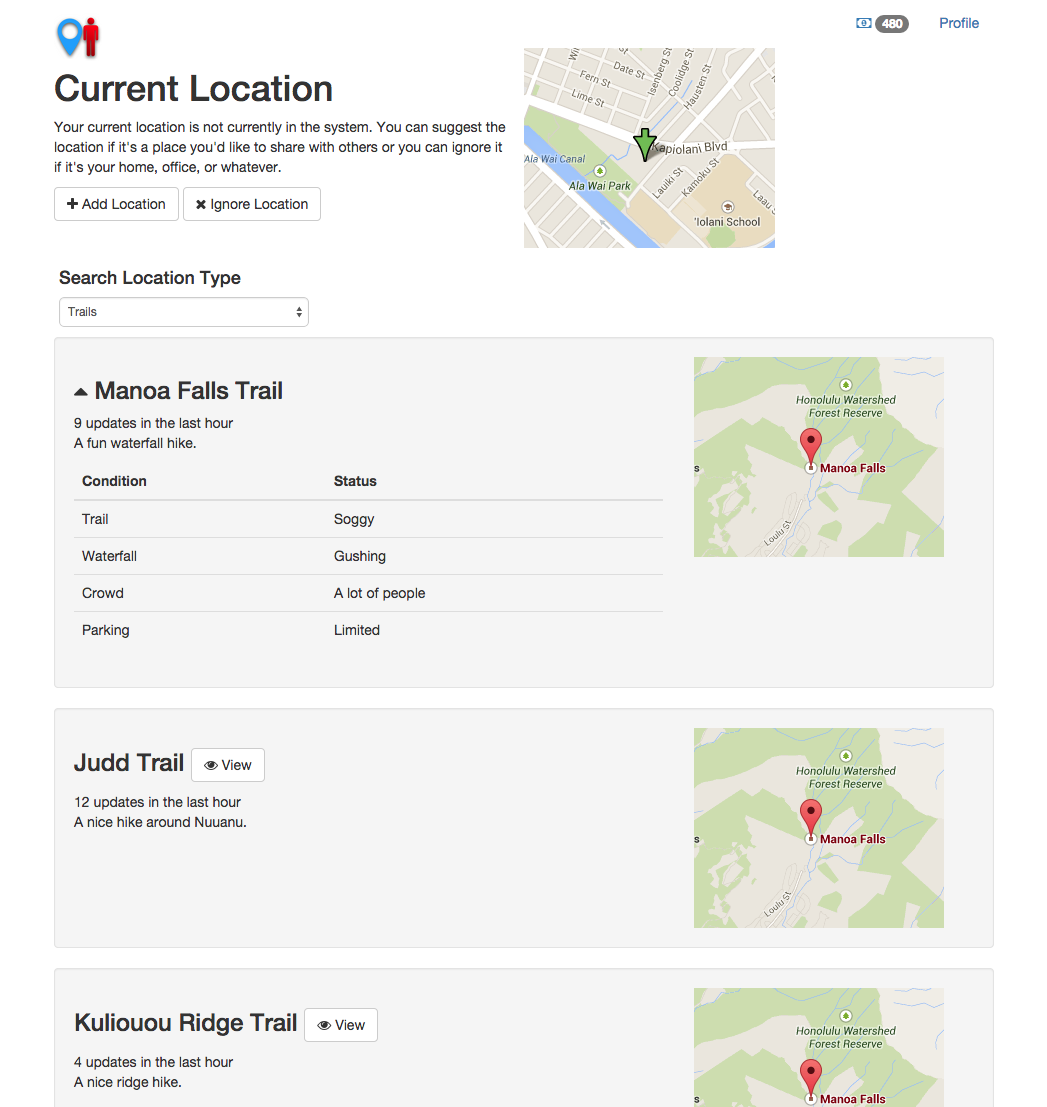 480 Profile
Current Location
Your current location is not currently in the system. You can suggest the
location if it's a place you'd like to share with others or you can ignore it
if it's your home, office, or whatever.
Add Location Ignore Location
Date St
Isenberg St
Coolidge St
Hausten St
Fern St
Lime St
Kapiolani Blvd
Ala Wai Canal
Ala Wai Park
Lauiki St
Kamoku St
Laau S
'Iolani School
Search Location Type
Trails
Manoa Falls Trail
9 updates in the last hour
A fun waterfall hike.
Condition Status
Trail Soggy
Waterfall Gushing
Crowd A lot of people
Parking Limited
Honolulu Watershed
Forest Reserve
s
Manoa Falls
Loulu St
Judd Trail View
12 updates in the last hour
A nice hike around Nuuanu.
Honolulu Watershed
Forest Reserve
s
Manoa Falls
Loulu St
Kuliouou Ridge Trail View
4 updates in the last hour
A nice ridge hike.
Honolulu Watershed
Forest Reserve
s
Manoa Falls